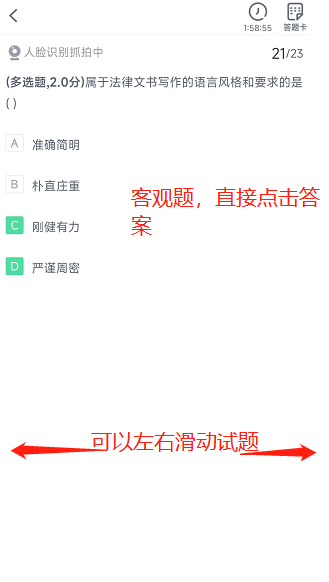 1:58:55
答题卡
人脸识别抓拍中
21/23
(多选题,2.0分)属于法律文书写作的语言风格和要求的是
( )
A 准确简明
B 朴直庄重
客观题，直接点击答
案
C 刚健有力
D 严谨周密
可以左右滑动试题